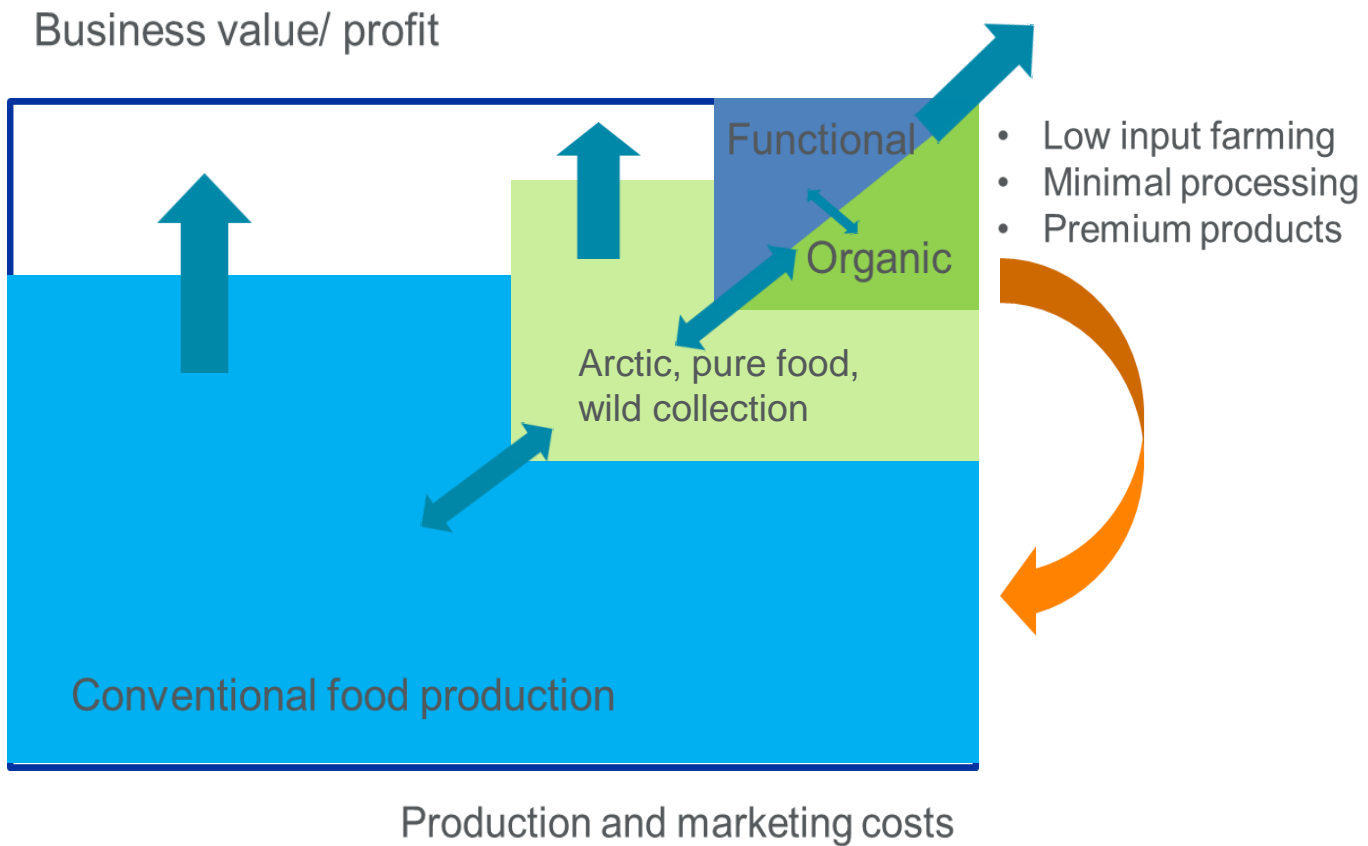 Business value/ profit
Functional
Organic
• Low input farming
• Minimal processing
• Premium products
Arctic, pure food,
wild collection
Conventional food production
Production and marketing costs